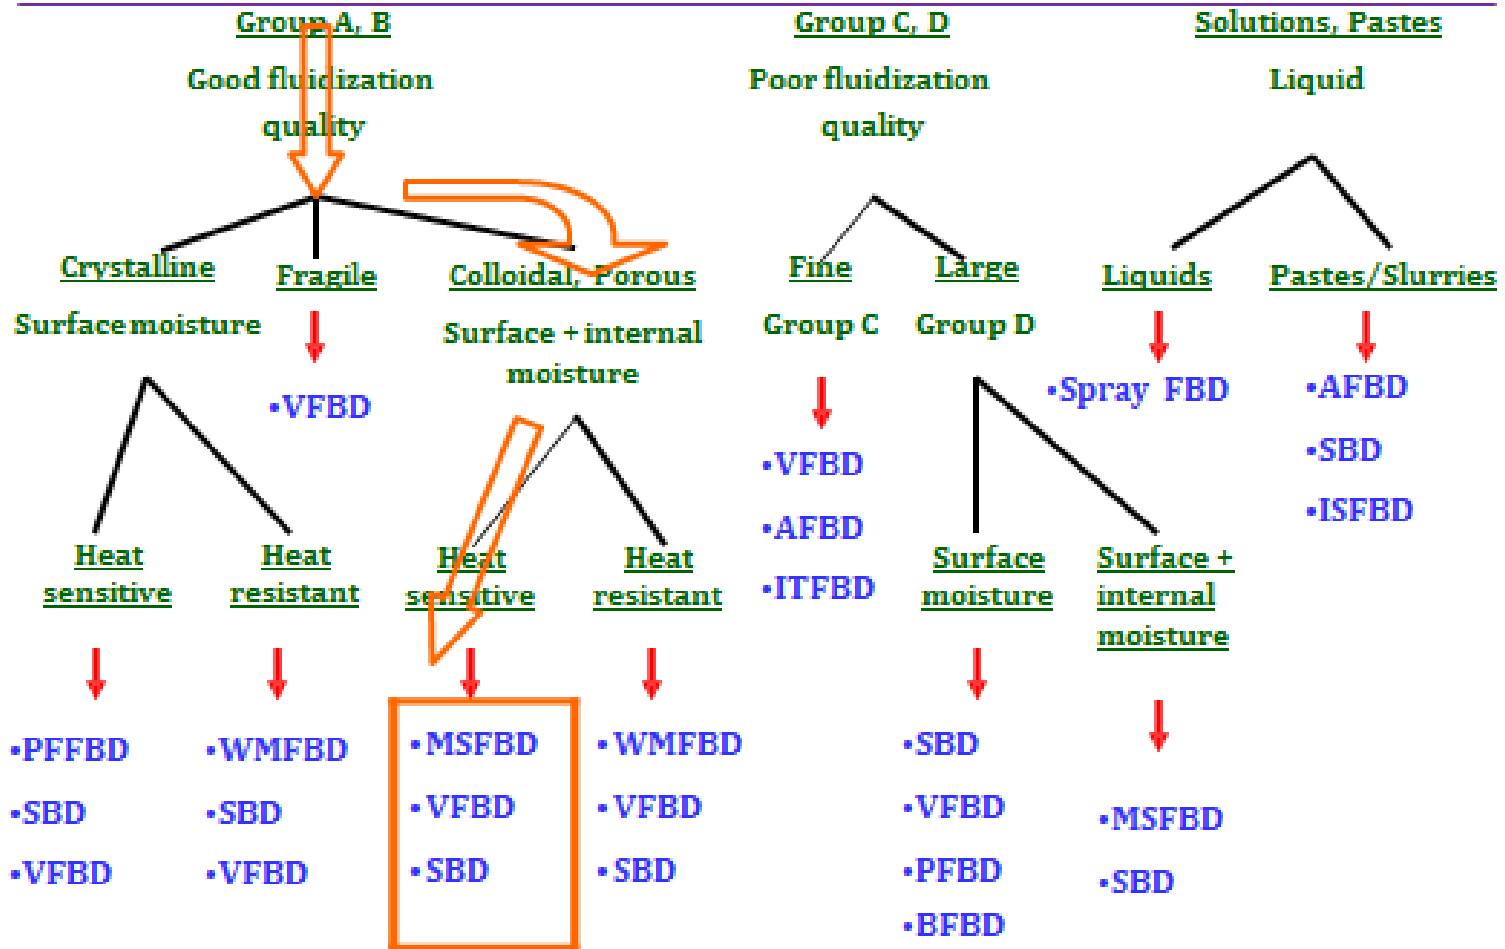 Group A, B
Good fluidization
quality
Crystalline
Surface moisture
Fragile
•VFBD
Colloidal, Porous
Surface + internal
moisture
Heat
sensitive
•PFFBD
•SBD
•VFBD
Heat
resistant
•WMFBD
•SBD
•VFBD
Heat
sensitive
•MSFBD
•VFBD
•SBD
Heat
resistant
•WMFBD
•VFBD
•SBD
Group C, D
Poor fluidization
quality
Fine
Group C
•VFBD
•AFBD
•ITFBD
Large
Group D
Surface
moisture
•SBD
•VFBD
•PFBD
•BFBD
Surface +
internal
moisture
•MSFBD
•SBD
Solutions, Pastes
Liquid
Liquids
•Spray FBD
Pastes/Slurries
•AFBD
•SBD
•ISFBD